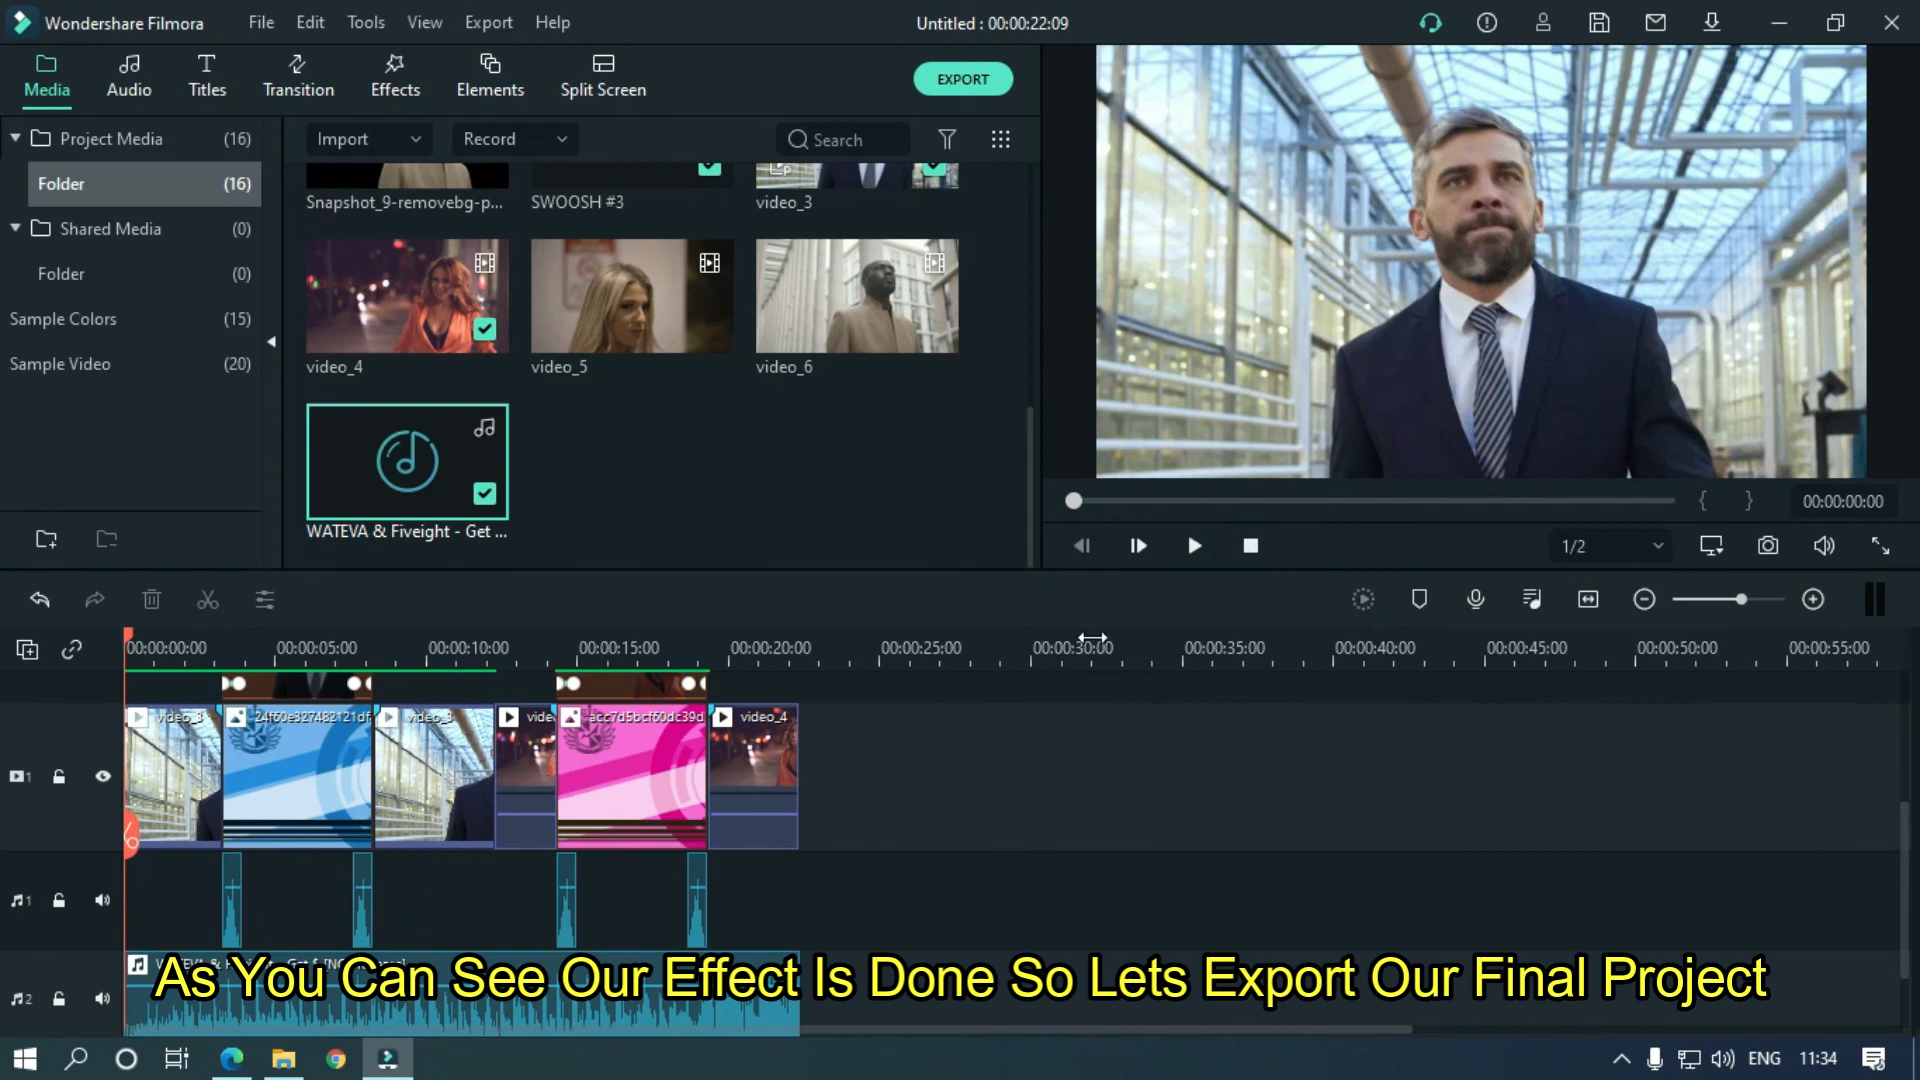 Wondershare Filmora
File Edit Tools View Export Help
Untitled : 00:00:22:09
Media Audio Titles Transition Effects Elements Split Screen
EXPORT
Project Media (16)
Folder (16)
Shared Media (0)
Folder (0)
Sample Colors (15)
Sample Video (20)
Import Record Search
Snapshot_9-removebg-p... SWOOSH #3 video_3
video_4 video_5 video_6
WATEVA & Fiveight - Get ...
{ } 00:00:00:00
1/2
00:00:00:00 00:00:05:00 00:00:10:00 00:00:15:00 00:00:20:00 00:00:25:00 00:00:30:00 00:00:35:00 00:00:40:00 00:00:45:00 00:00:50:00 00:00:55:00
video_3 24f60e327482121df video_3 vide acc7d5bcf60dc39d video_4
1
1
2
As You Can See Our Effect Is Done So Lets Export Our Final Project
ENG 11:34